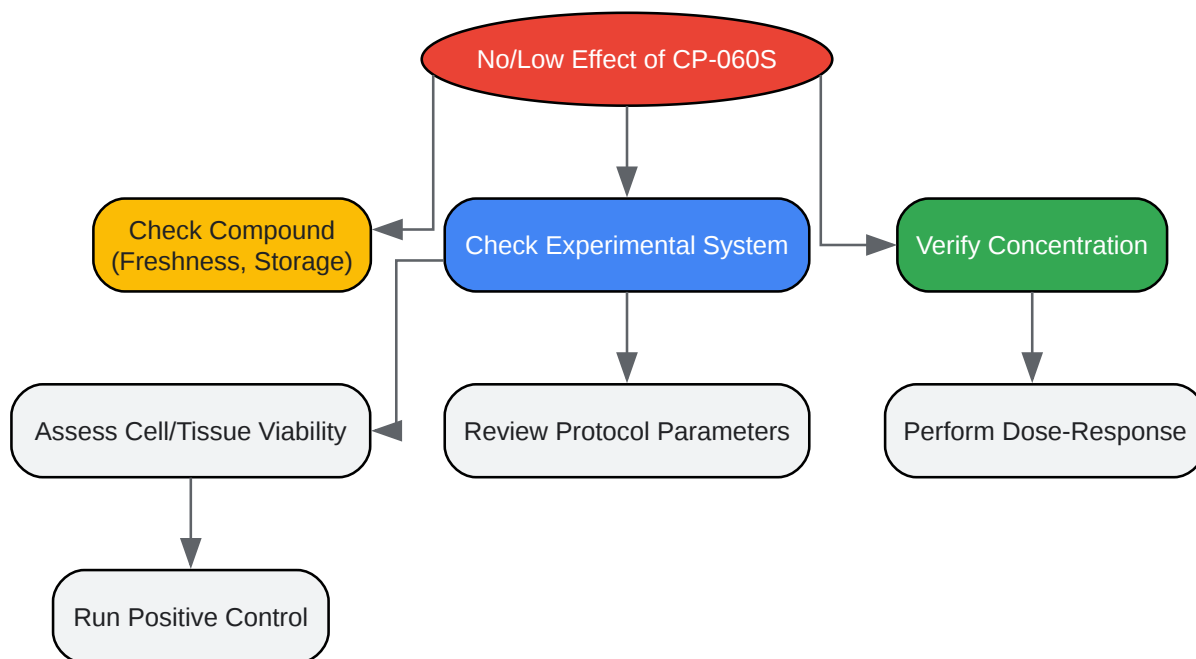 No/Low Effect of CP-060S
Check Compound
(Freshness, Storage)
Check Experimental System
Verify Concentration
Assess Cell/Tissue Viability
Review Protocol Parameters
Perform Dose-Response
Run Positive Control